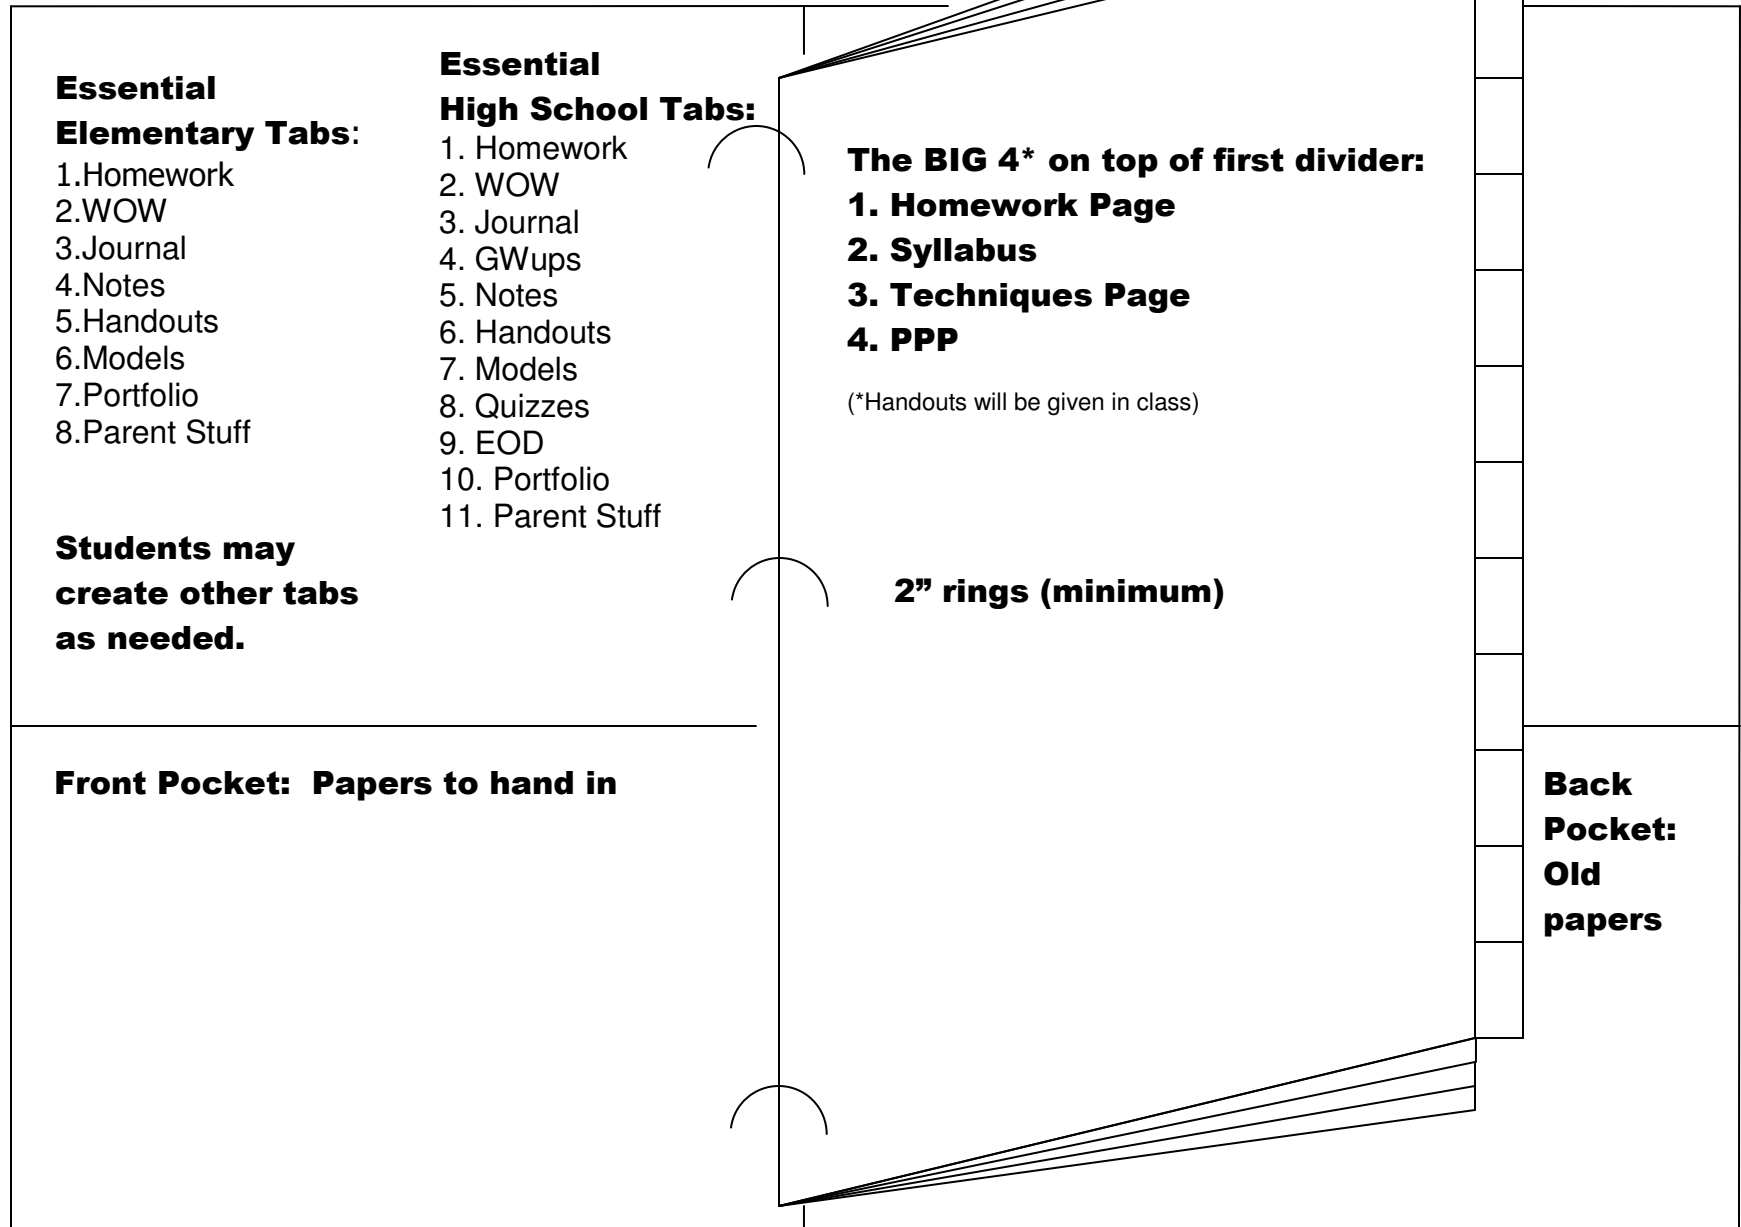 Essential
Elementary Tabs:
1.Homework
2.WOW
3.Journal
4.Notes
5.Handouts
6.Models
7.Portfolio
8.Parent Stuff
Students may
create other tabs
as needed.
Essential
High School Tabs:
1. Homework
2. WOW
3. Journal
4. GWups
5. Notes
6. Handouts
7. Models
8. Quizzes
9. EOD
10. Portfolio
11. Parent Stuff
The BIG 4* on top of first divider:
1. Homework Page
2. Syllabus
3. Techniques Page
4. PPP
(*Handouts will be given in class)
2” rings (minimum)
Front Pocket:  Papers to hand in
Back
Pocket:
Old
papers